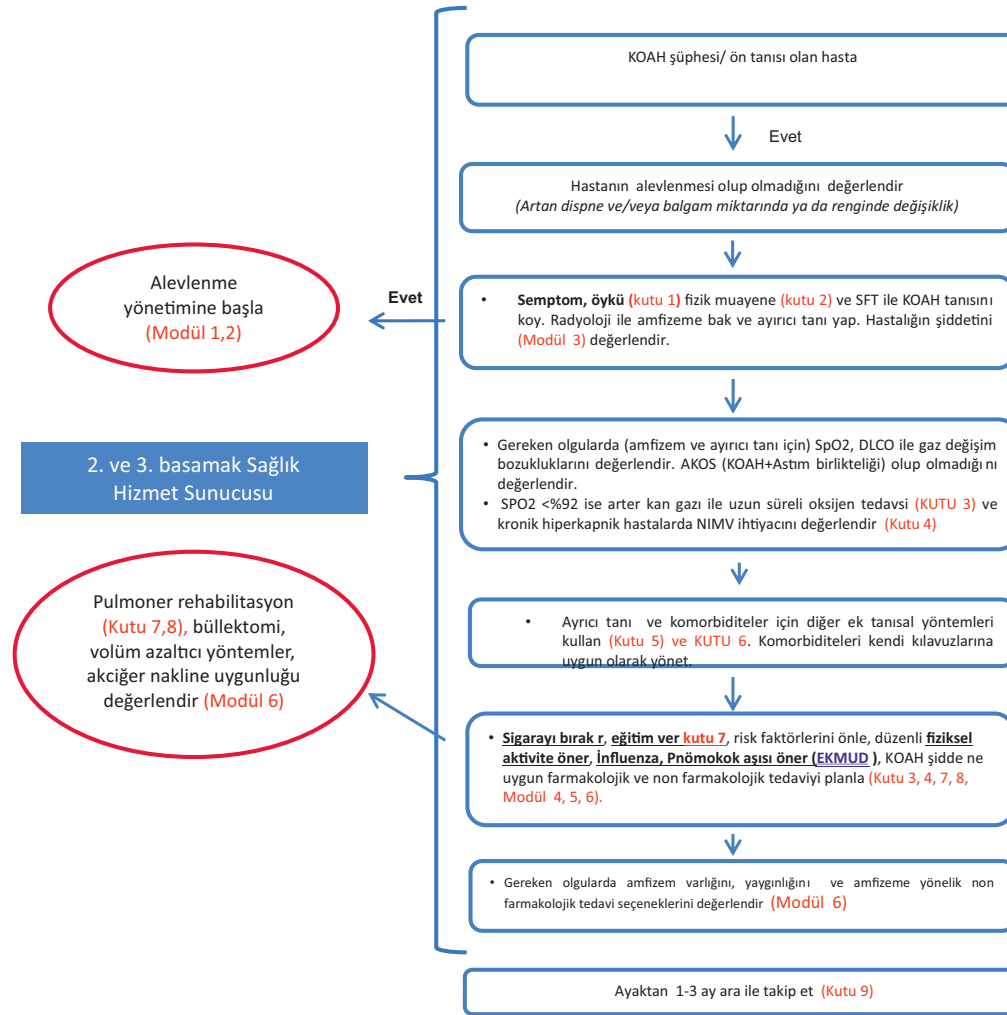 KOAH şüphesi/ ön tanısı olan hasta
Evet
Hastanın alevlenmesi olup olmadığını değerlendir
(Artan dispne ve/veya balgam miktarında ya da renginde değişiklik)
Alevlenme
yönetimine başla
(Modül 1,2)
Evet
• Semptom, öykü (kutu 1) fizik muayene (kutu 2) ve SFT ile KOAH tanısını
koy. Radyoloji ile amfizeme bak ve ayırıcı tanı yap. Hastalığın şiddetini
(Modül 3) değerlendir.
2. ve 3. basamak Sağlık
Hizmet Sunucusu
• Gereken olgularda (amfizem ve ayırıcı tanı için) SpO2, DLCO ile gaz değişim
bozukluklarını değerlendir. AKOS (KOAH+Astım birlikteliği) olup olmadığı nı
değerlendir.
• SPO2 <%92 ise arter kan gazı ile uzun süreli oksijen tedavsi (KUTU 3) ve
kronik hiperkapnik hastalarda NIMV ihtiyacını değerlendir (Kutu 4)
Pulmoner rehabilitasyon
(Kutu 7,8), büllektomi,
volüm azaltıcı yöntemler,
akciğer nakline uygunluğu
değerlendir (Modül 6)
• Ayrıcı tanı ve komorbiditeler için diğer ek tanısal yöntemleri
kullan (Kutu 5) ve KUTU 6. Komorbiditeleri kendi kılavuzlarına
uygun olarak yönet.
• Sigarayı bırak r, eğitim ver kutu 7, risk faktörlerini önle, düzenli fiziksel
aktivite öner, İnfluenza, Pnömokok aşısı öner (EKMUD ), KOAH şidde ne
uygun farmakolojik ve non farmakolojik tedaviyi planla (Kutu 3, 4, 7, 8,
Modül 4, 5, 6).
• Gereken olgularda amfizem varlığını, yaygınlığını ve amfizeme yönelik non
farmakolojik tedavi seçeneklerini değerlendir (Modül 6)
Ayaktan 1-3 ay ara ile takip et (Kutu 9)